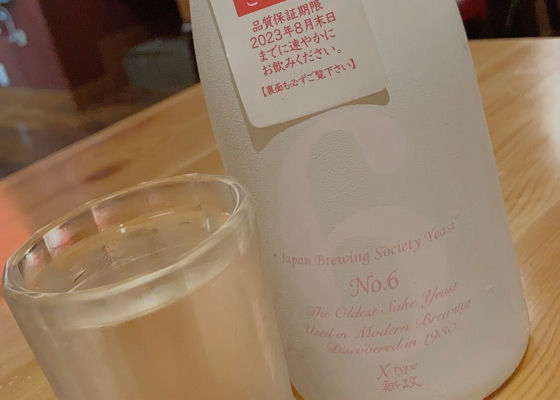 品質保証期限
2023年8月末日
までに速やかに
お飲みください。
【裏面も必ずご覧下さい】
6
Japan Brewing Society Yeast
No.6
The Oldest Sake Yeast
Used in Modern Brewing
Discovered in 1930
X type
新政